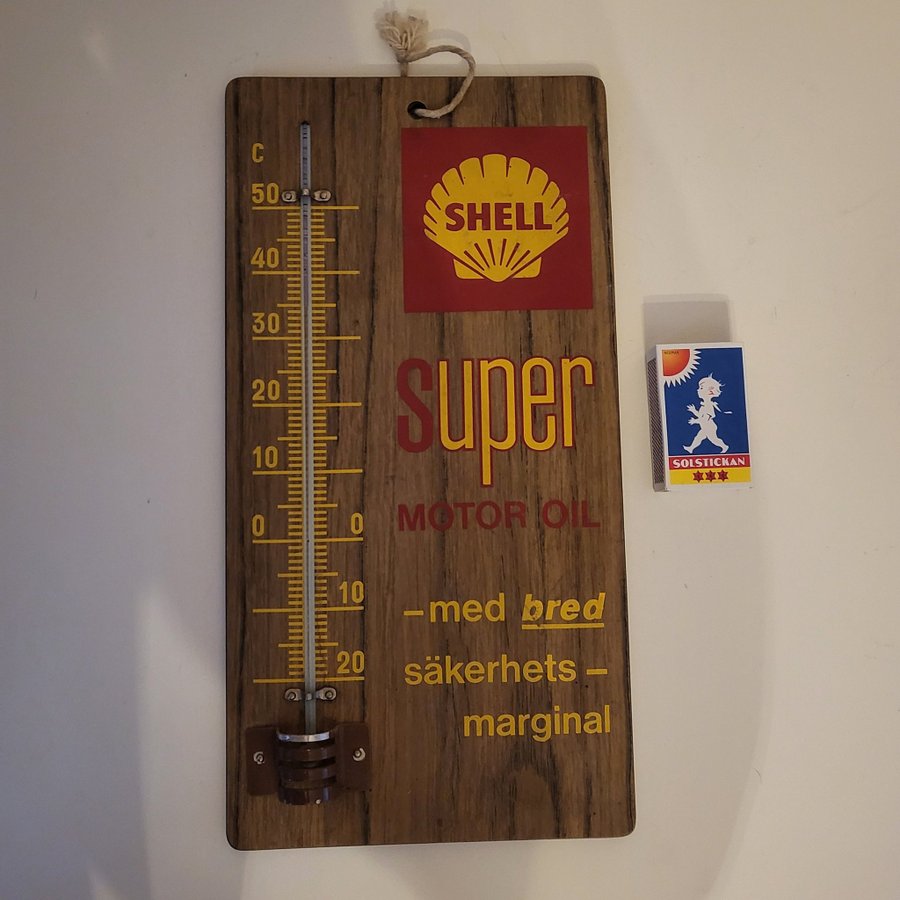 C
50
40
30
20
10
0 0
10
20
SHELL
Super
MOTOR OIL
–med bred
säkerhets–
marginal
SOLSTICKAN